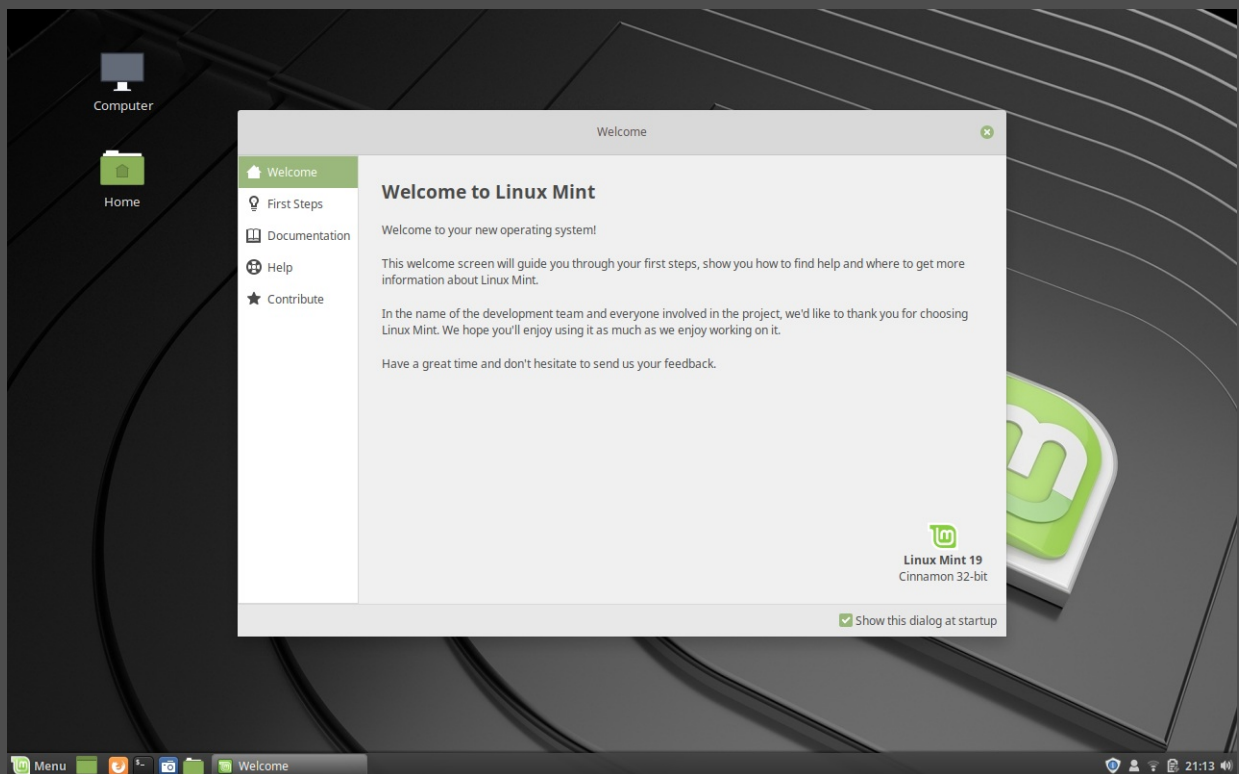 Computer
Home
Welcome
Welcome
First Steps
Documentation
Help
Contribute
Welcome to Linux Mint
Welcome to your new operating system!
This welcome screen will guide you through your first steps, show you how to find help and where to get more
information about Linux Mint.
In the name of the development team and everyone involved in the project, we'd like to thank you for choosing
Linux Mint. We hope you'll enjoy using it as much as we enjoy working on it.
Have a great time and don't hesitate to send us your feedback.
Linux Mint 19
Cinnamon 32-bit
Show this dialog at startup
Menu
Welcome
21:13